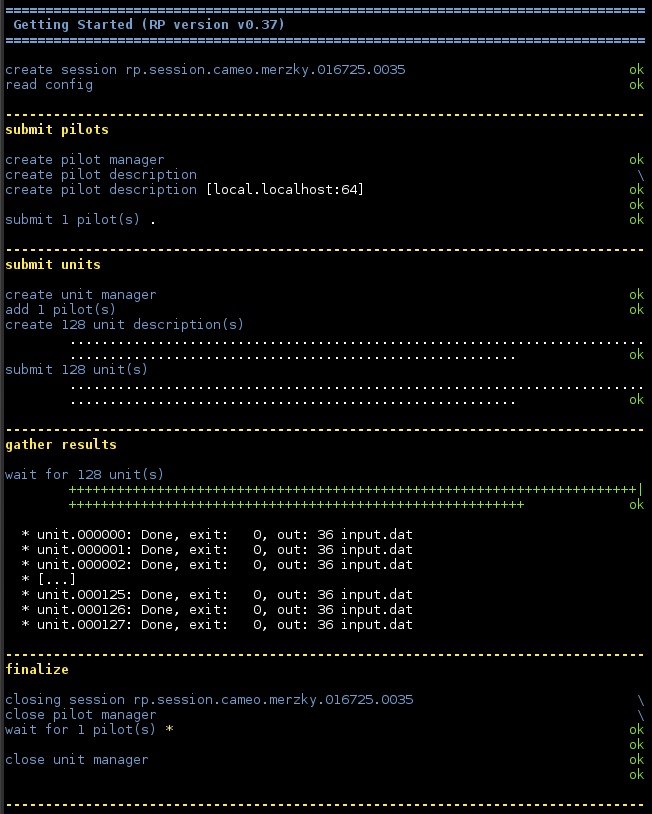 ================================================================================
 Getting Started (RP version v0.37)
================================================================================

create session rp.session.cameo.merzky.016725.0035                            ok
read config                                                                   ok

--------------------------------------------------------------------------------
submit pilots

create pilot manager                                                          ok
create pilot description                                                       \
create pilot description [local.localhost:64]                                 ok
                                                                              ok
submit 1 pilot(s) .                                                           ok

--------------------------------------------------------------------------------
submit units

create unit manager                                                           ok
add 1 pilot(s)                                                                ok
create 128 unit description(s)
        ........................................................................
        ........................................................              ok
submit 128 unit(s)
        ........................................................................
        ........................................................              ok

--------------------------------------------------------------------------------
gather results

wait for 128 unit(s)
        +++++++++++++++++++++++++++++++++++++++++++++++++++++++++++++++++++++++|
        +++++++++++++++++++++++++++++++++++++++++++++++++++++++++             ok

  * unit.000000: Done, exit:   0, out: 36 input.dat
  * unit.000001: Done, exit:   0, out: 36 input.dat
  * unit.000002: Done, exit:   0, out: 36 input.dat
  * [...]
  * unit.000125: Done, exit:   0, out: 36 input.dat
  * unit.000126: Done, exit:   0, out: 36 input.dat
  * unit.000127: Done, exit:   0, out: 36 input.dat

--------------------------------------------------------------------------------
finalize

closing session rp.session.cameo.merzky.016725.0035                            \
close pilot manager                                                            \
wait for 1 pilot(s) *                                                         ok
                                                                              ok
close unit manager                                                            ok
                                                                              ok

--------------------------------------------------------------------------------